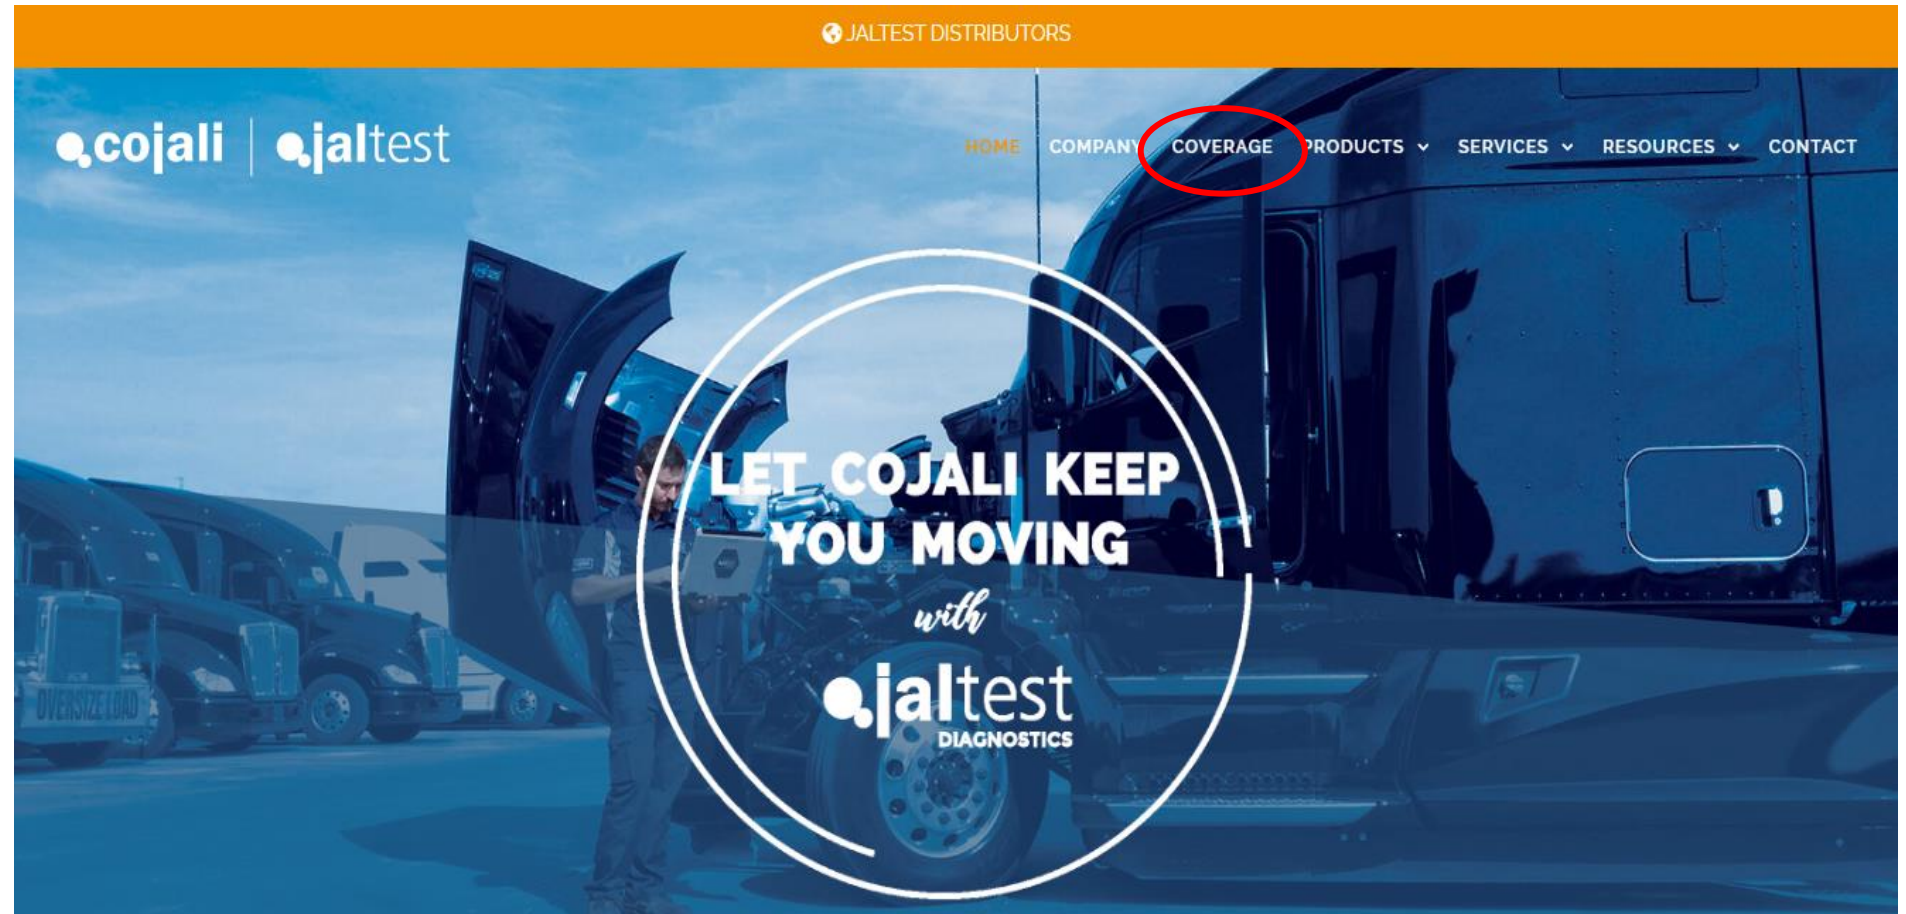 JALTEST DISTRIBUTORS
cojali | jaltest
HOME COMPANY COVERAGE PRODUCTS SERVICES RESOURCES CONTACT
LET COJALI KEEP
YOU MOVING
with
jaltest
DIAGNOSTICS
OVERSIZE LOAD